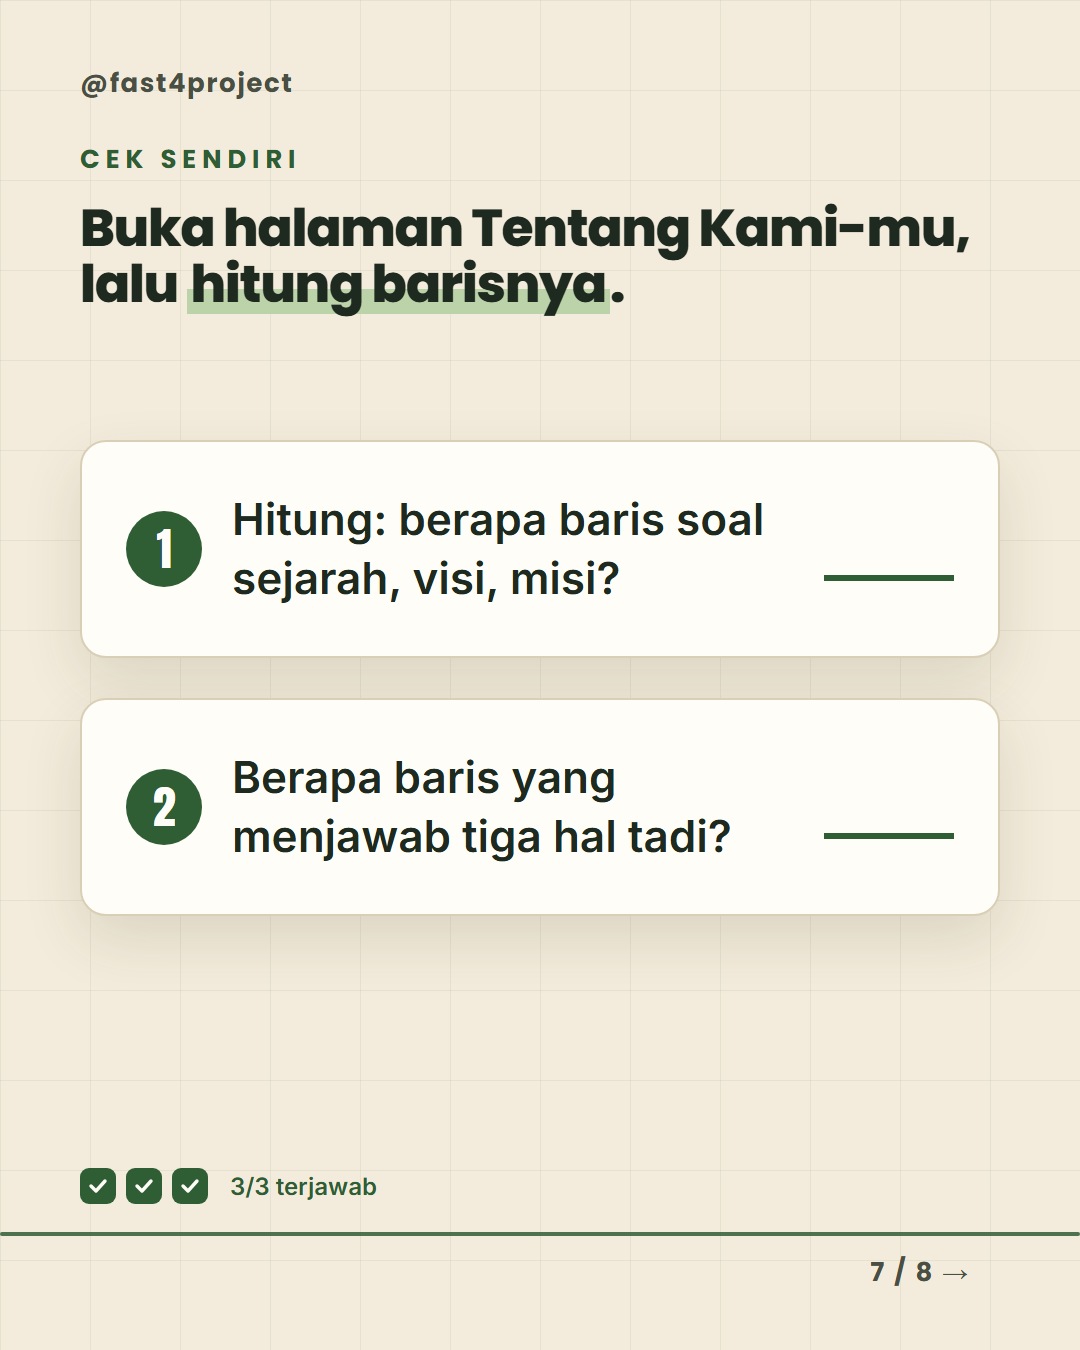 @fast4project
CEK SENDIRI
Buka halaman Tentang Kami-mu,
lalu hitung barisnya.
1
Hitung: berapa baris soal
sejarah, visi, misi?
2
Berapa baris yang
menjawab tiga hal tadi?
3/3 terjawab
7 / 8 →